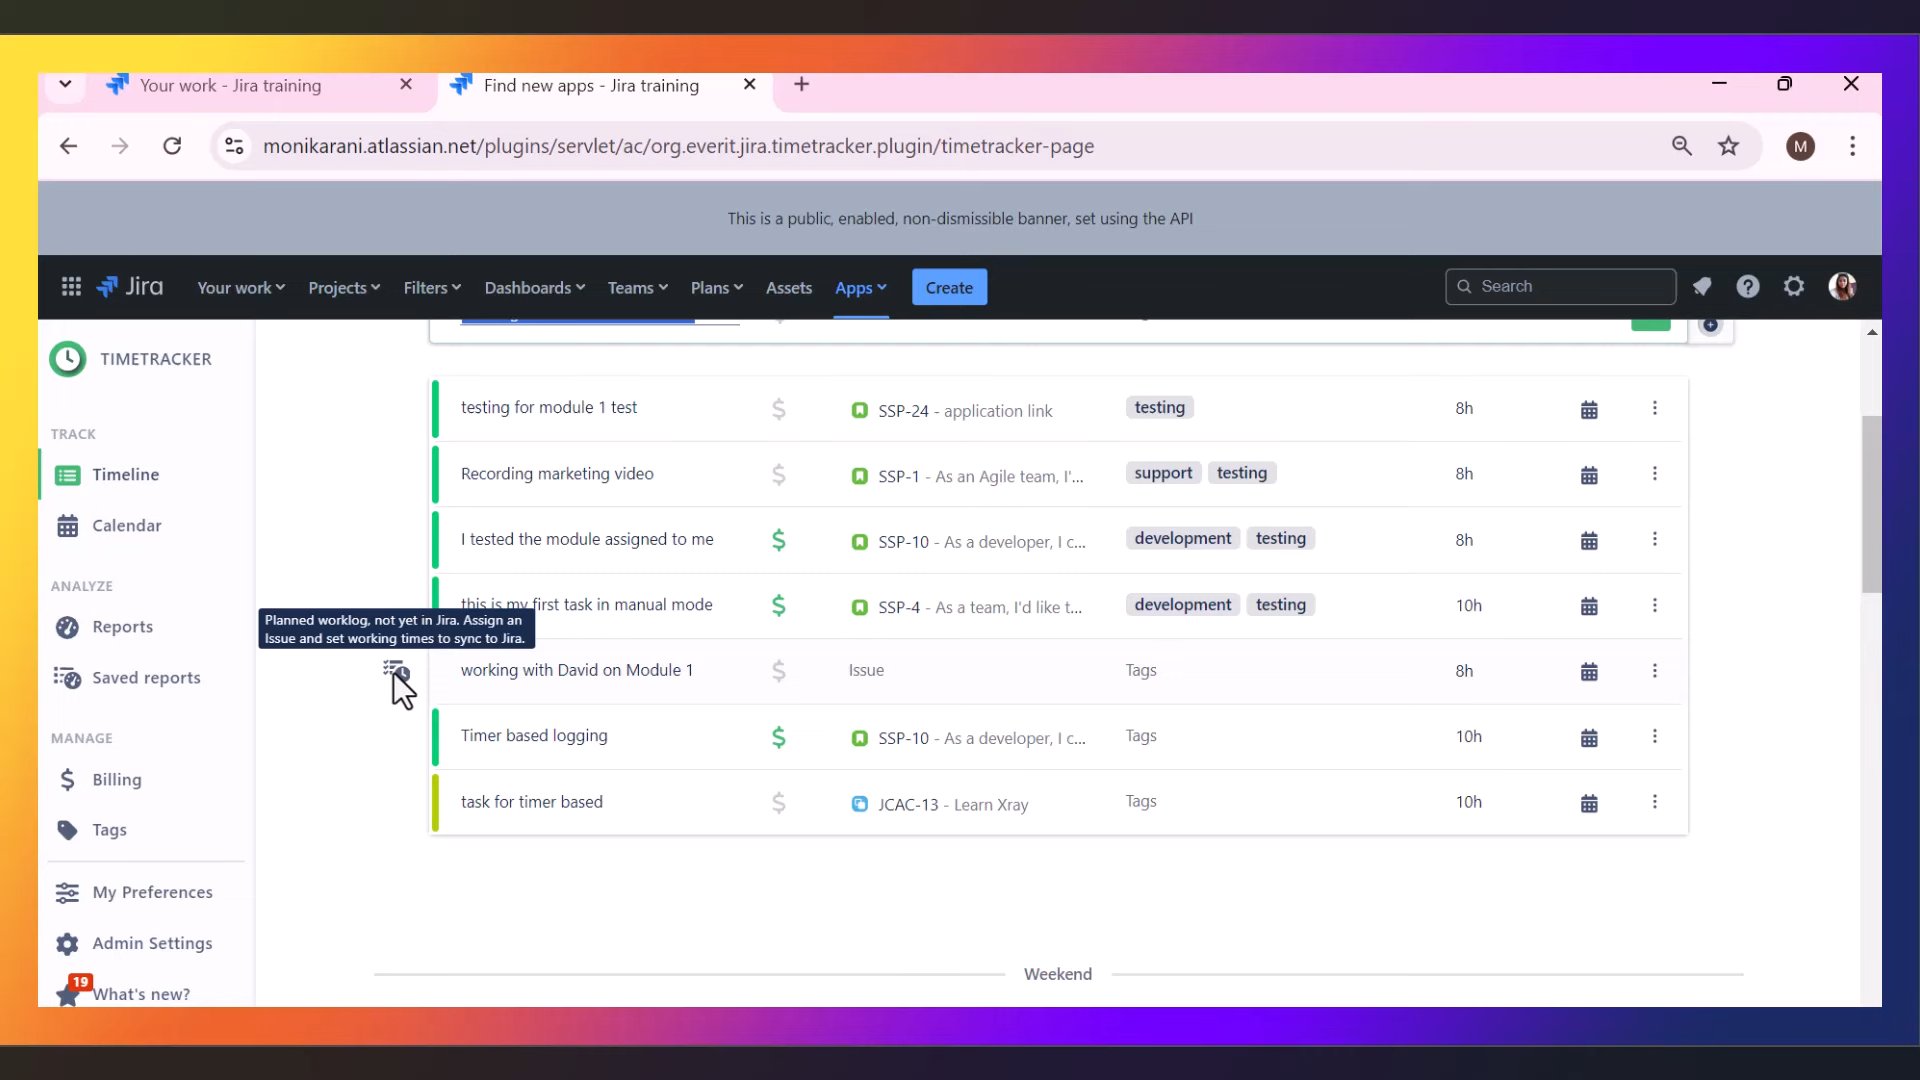 Your work - Jira training
Find new apps - Jira training
monikarani.atlassian.net/plugins/servlet/ac/org.everit.jira.timetracker.plugin/timetracker-page
M
This is a public, enabled, non-dismissible banner, set using the API
Jira
Your work
Projects
Filters
Dashboards
Teams
Plans
Assets
Apps
Create
Search
TIMETRACKER
TRACK
Timeline
Calendar
ANALYZE
Reports
Saved reports
MANAGE
Billing
Tags
My Preferences
Admin Settings
19
What's new?
testing for module 1 test
SSP-24 - application link
testing
8h
Recording marketing video
SSP-1 - As an Agile team, I'...
support testing
8h
I tested the module assigned to me
SSP-10 - As a developer, I c...
development testing
8h
this is my first task in manual mode
SSP-4 - As a team, I'd like t...
development testing
10h
Planned worklog, not yet in Jira. Assign an
Issue and set working times to sync to Jira.
working with David on Module 1
Issue
Tags
8h
Timer based logging
SSP-10 - As a developer, I c...
Tags
10h
task for timer based
JCAC-13 - Learn Xray
Tags
10h
Weekend